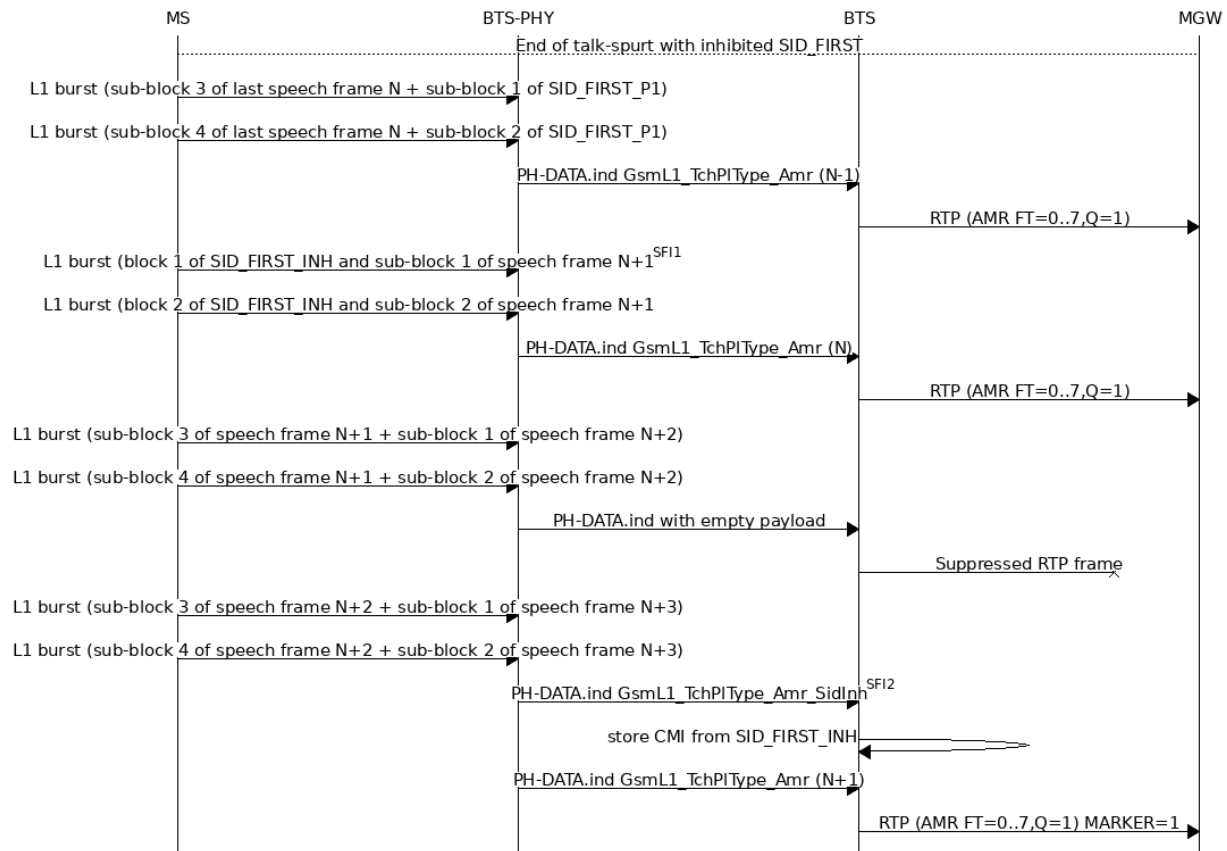 MS BTS-PHY BTS MGW
End of talk-spurt with inhibited SID_FIRST
L1 burst (sub-block 3 of last speech frame N + sub-block 1 of SID_FIRST_P1)
L1 burst (sub-block 4 of last speech frame N + sub-block 2 of SID_FIRST_P1)
PH-DATA.ind GsmL1_TchPlType_Amr (N-1)
RTP (AMR FT=0..7,Q=1)
L1 burst (block 1 of SID_FIRST_INH and sub-block 1 of speech frame N+1 SFI1
L1 burst (block 2 of SID_FIRST_INH and sub-block 2 of speech frame N+1
PH-DATA.ind GsmL1_TchPlType_Amr (N)
RTP (AMR FT=0..7,Q=1)
L1 burst (sub-block 3 of speech frame N+1 + sub-block 1 of speech frame N+2)
L1 burst (sub-block 4 of speech frame N+1 + sub-block 2 of speech frame N+2)
PH-DATA.ind with empty payload
Suppressed RTP frame
L1 burst (sub-block 3 of speech frame N+2 + sub-block 1 of speech frame N+3)
L1 burst (sub-block 4 of speech frame N+2 + sub-block 2 of speech frame N+3)
PH-DATA.ind GsmL1_TchPlType_Amr_SidInh SFI2
store CMI from SID_FIRST_INH
PH-DATA.ind GsmL1_TchPlType_Amr (N+1)
RTP (AMR FT=0..7,Q=1) MARKER=1